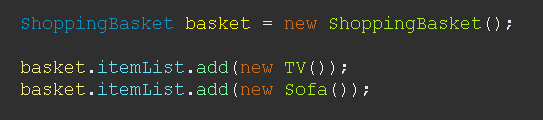 ShoppingBasket basket = new ShoppingBasket();
basket.itemList.add(new TV());
basket.itemList.add(new Sofa());